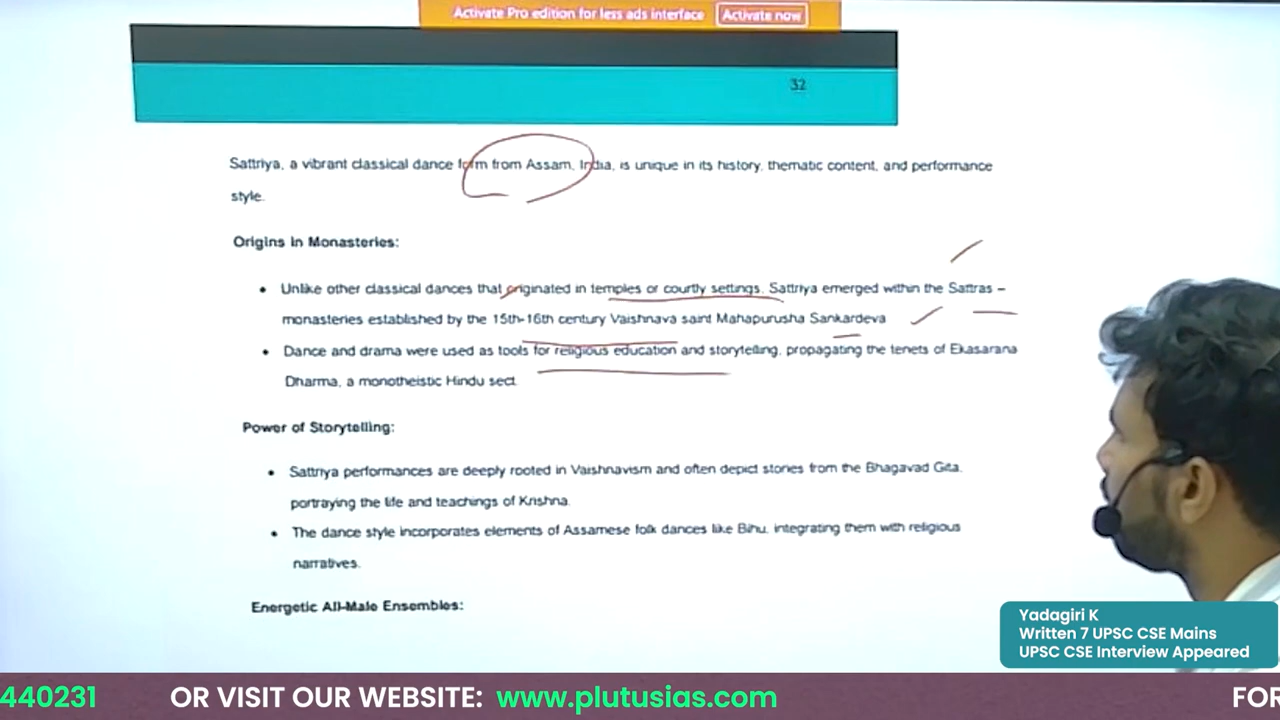 Activate Pro edition for less ads interface Activate now
32
Sattriya, a vibrant classical dance form from Assam, India, is unique in its history, thematic content, and performance
style.
Origins in Monasteries:
• Unlike other classical dances that originated in temples or courtly settings, Sattriya emerged within the Sattras –
monasteries established by the 15th-16th century Vaishnava saint Mahapurusha Sankardeva
• Dance and drama were used as tools for religious education and storytelling, propagating the tenets of Ekasarana
Dharma, a monotheistic Hindu sect
Power of Storytelling:
• Sattriya performances are deeply rooted in Vaishnavism and often depict stories from the Bhagavad Gita,
portraying the life and teachings of Krishna.
• The dance style incorporates elements of Assamese folk dances like Bihu, integrating them with religious
narratives.
Energetic All-Male Ensembles:
Yadagiri K
Written 7 UPSC CSE Mains
UPSC CSE Interview Appeared
440231 OR VISIT OUR WEBSITE: www.plutusias.com FOR